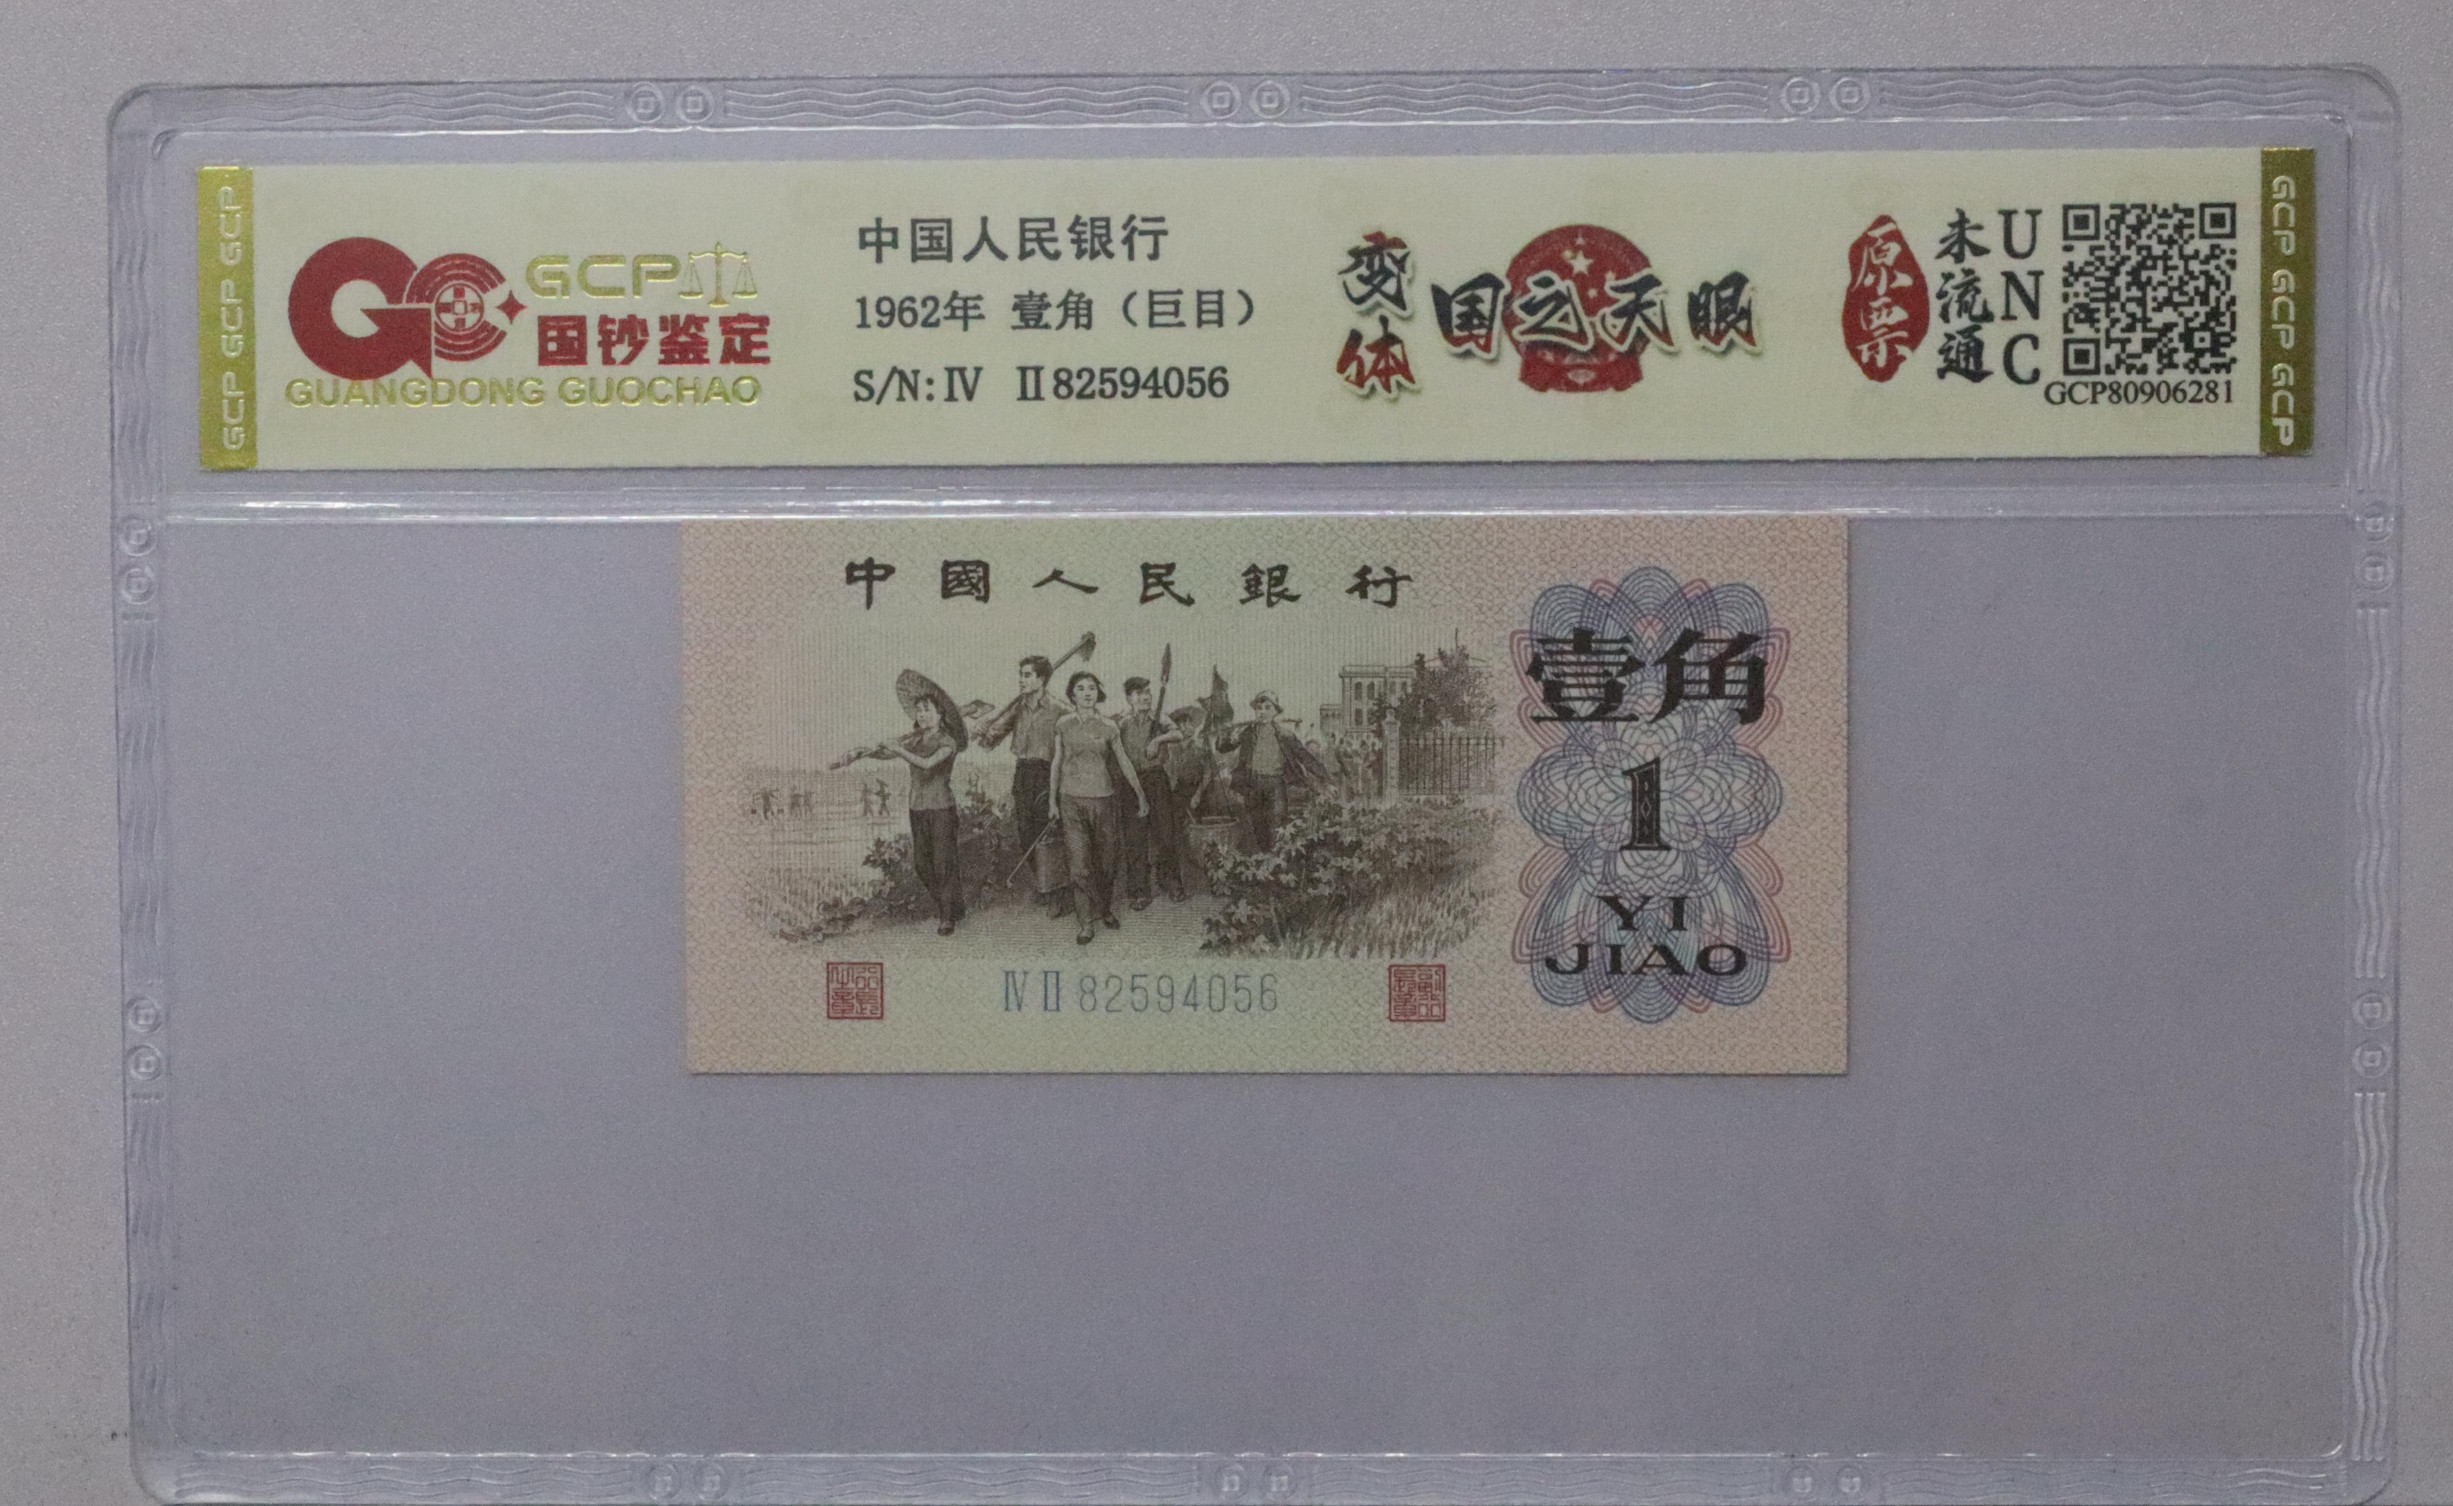 GCP GCP GCP
GCP
国钞鉴定
GUANGDONG GUOCHAO
中国人民银行
1962年 壹角（巨目）
S/N: IV II 82594056
变体
国之天眼
原票
未流通
UNC
GCP80906281
GCP GCP GCP
中國人民銀行
壹角
1
YI
JIAO
IV II 82594056